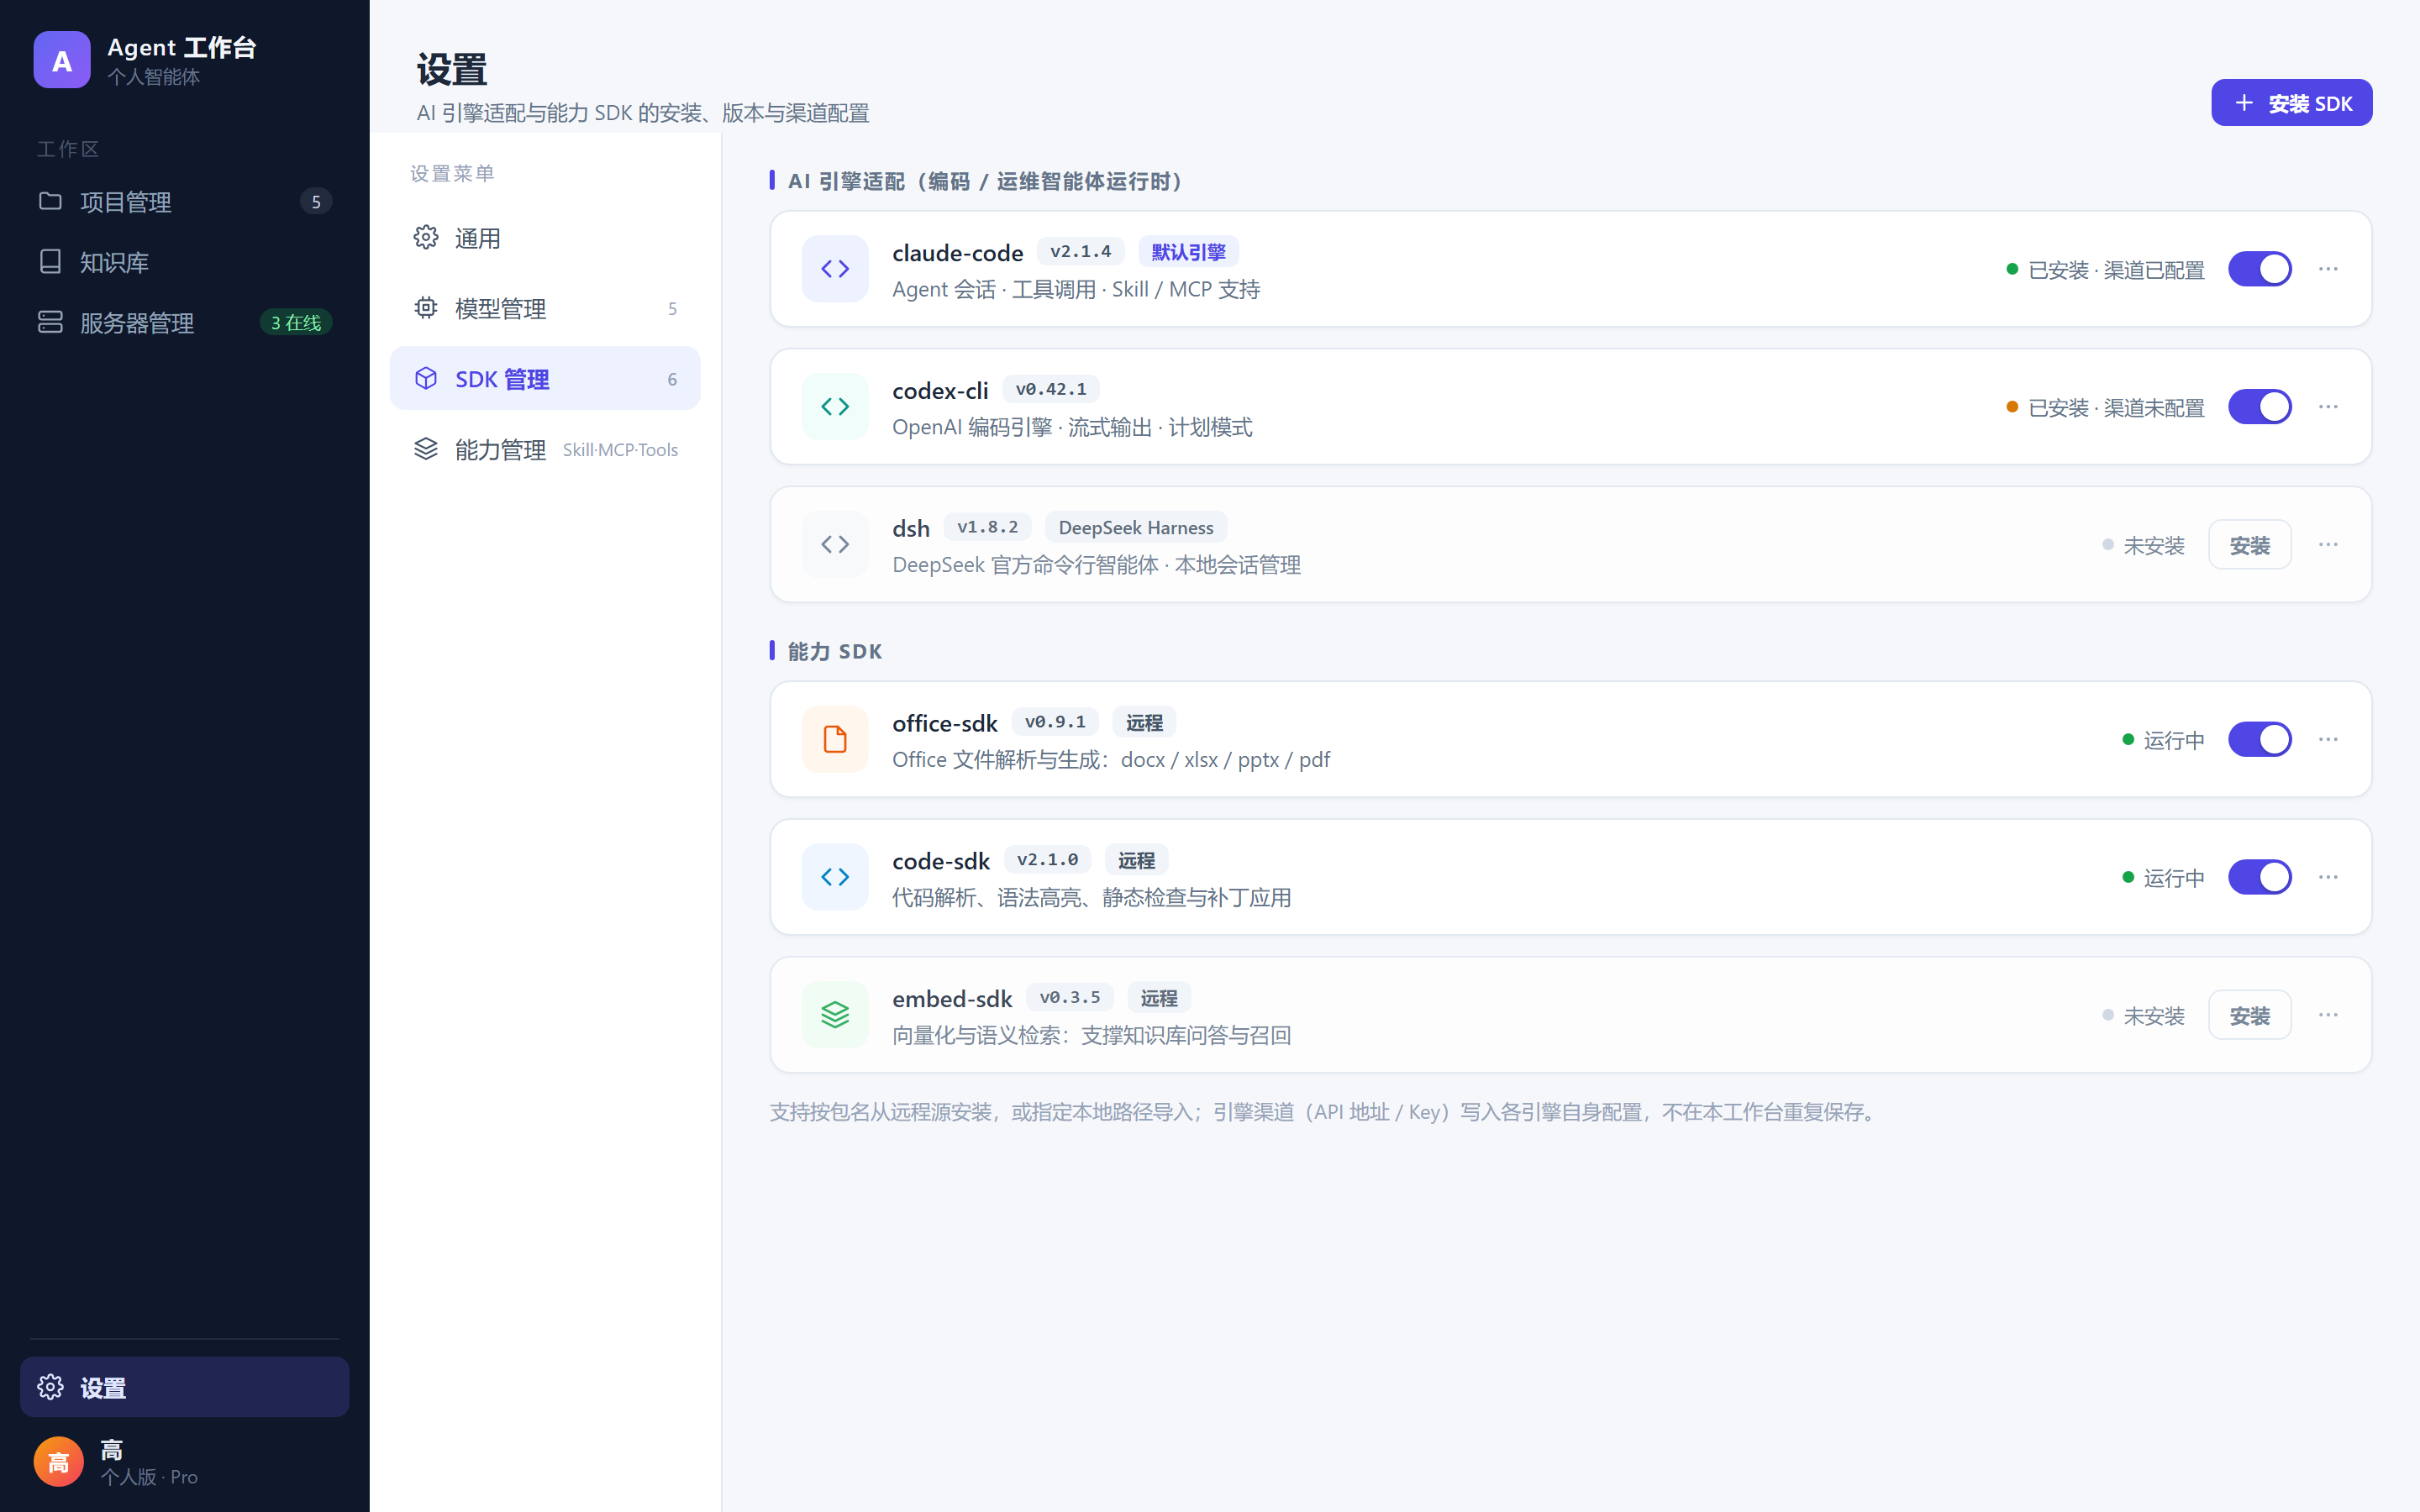 A
Agent 工作台
个人智能体
工作区
项目管理 5
知识库
服务器管理 3 在线
设置
高
高
个人版 · Pro
设置
AI 引擎适配与能力 SDK 的安装、版本与渠道配置
安装 SDK
设置菜单
通用
模型管理 5
SDK 管理 6
能力管理 Skill·MCP·Tools
AI 引擎适配（编码 / 运维智能体运行时）
claude-code v2.1.4 默认引擎
Agent 会话 · 工具调用 · Skill / MCP 支持
已安装 · 渠道已配置
codex-cli v0.42.1
OpenAI 编码引擎 · 流式输出 · 计划模式
已安装 · 渠道未配置
dsh v1.8.2 DeepSeek Harness
DeepSeek 官方命令行智能体 · 本地会话管理
未安装 安装
能力 SDK
office-sdk v0.9.1 远程
Office 文件解析与生成：docx / xlsx / pptx / pdf
运行中
code-sdk v2.1.0 远程
代码解析、语法高亮、静态检查与补丁应用
运行中
embed-sdk v0.3.5 远程
向量化与语义检索：支撑知识库问答与召回
未安装 安装
支持按包名从远程源安装，或指定本地路径导入；引擎渠道（API 地址 / Key）写入各引擎自身配置，不在本工作台重复保存。